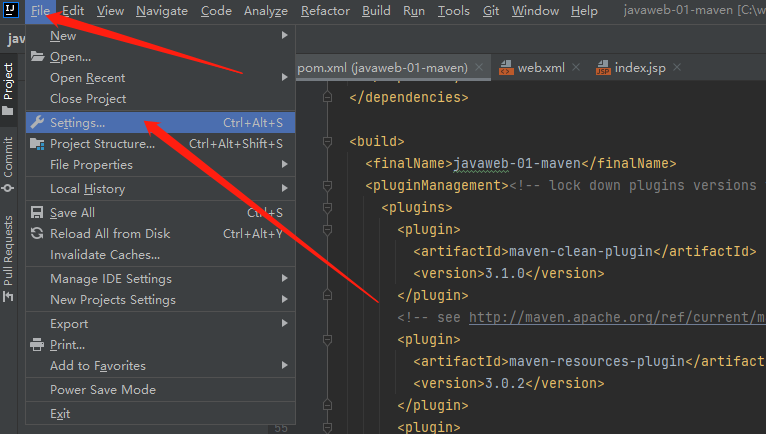 IJ File Edit View Navigate Code Analyze Refactor Build Run Tools Git Window Help javaweb-01-maven [C:\w
jav
Project
Commit
Pull Requests
New
Open...
Open Recent
Close Project
Settings... Ctrl+Alt+S
Project Structure... Ctrl+Alt+Shift+S
File Properties
Local History
Save All Ctrl+S
Reload All from Disk Ctrl+Alt+Y
Invalidate Caches...
Manage IDE Settings
New Projects Settings
Export
Print...
Add to Favorites
Power Save Mode
Exit
pom.xml (javaweb-01-maven) web.xml JSP index.jsp
</dependencies>
<build>
<finalName>javaweb-01-maven</finalName>
<pluginManagement><!-- lock down plugins versions
<plugins>
<plugin>
<artifactId>maven-clean-plugin</artifactId>
<version>3.1.0</version>
</plugin>
<!-- see http://maven.apache.org/ref/current/m
<plugin>
<artifactId>maven-resources-plugin</artifactId>
<version>3.0.2</version>
</plugin>
55 <plugin>